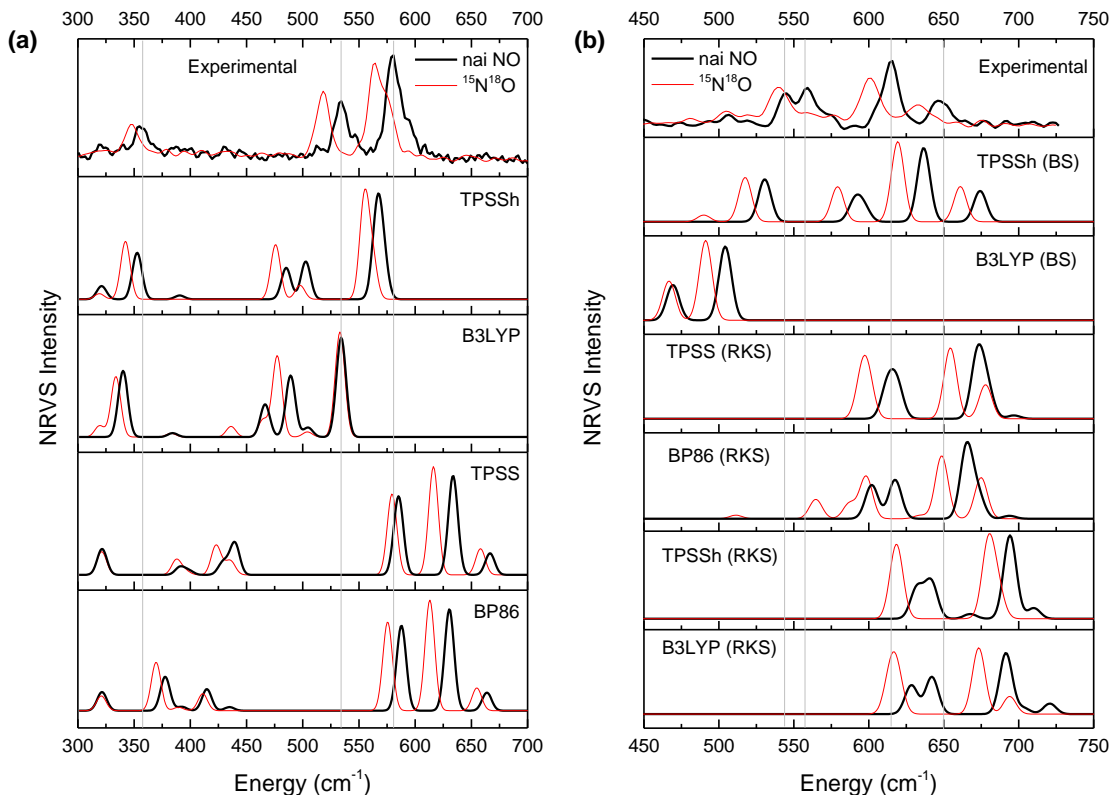 (a)
300 350 400 450 500 550 600 650 700
Experimental
nai NO
¹⁵N¹⁸O
TPSSh
B3LYP
TPSS
BP86
NRVS Intensity
300 350 400 450 500 550 600 650 700
Energy (cm⁻¹)
(b)
450 500 550 600 650 700 750
nai NO
¹⁵N¹⁸O
Experimental
TPSSh (BS)
B3LYP (BS)
TPSS (RKS)
BP86 (RKS)
TPSSh (RKS)
B3LYP (RKS)
NRVS Intensity
450 500 550 600 650 700 750
Energy (cm⁻¹)